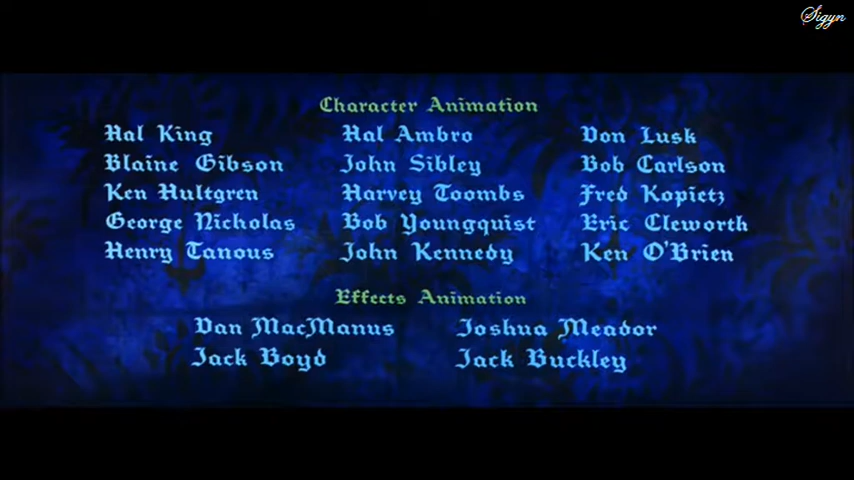 Sigyn
Character Animation
Hal King Hal Ambro Don Lusk
Blaine Gibson John Sibley Bob Carlson
Ken Hultgren Harvey Toombs Fred Kopietz
George Nicholas Bob Youngquist Eric Cleworth
Henry Tanous John Kennedy Ken O'Brien
Effects Animation
Dan MacManus Joshua Meador
Jack Boyd Jack Buckley